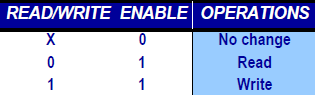 READ/WRITE ENABLE OPERATIONS
X 0 No change
0 1 Read
1 1 Write